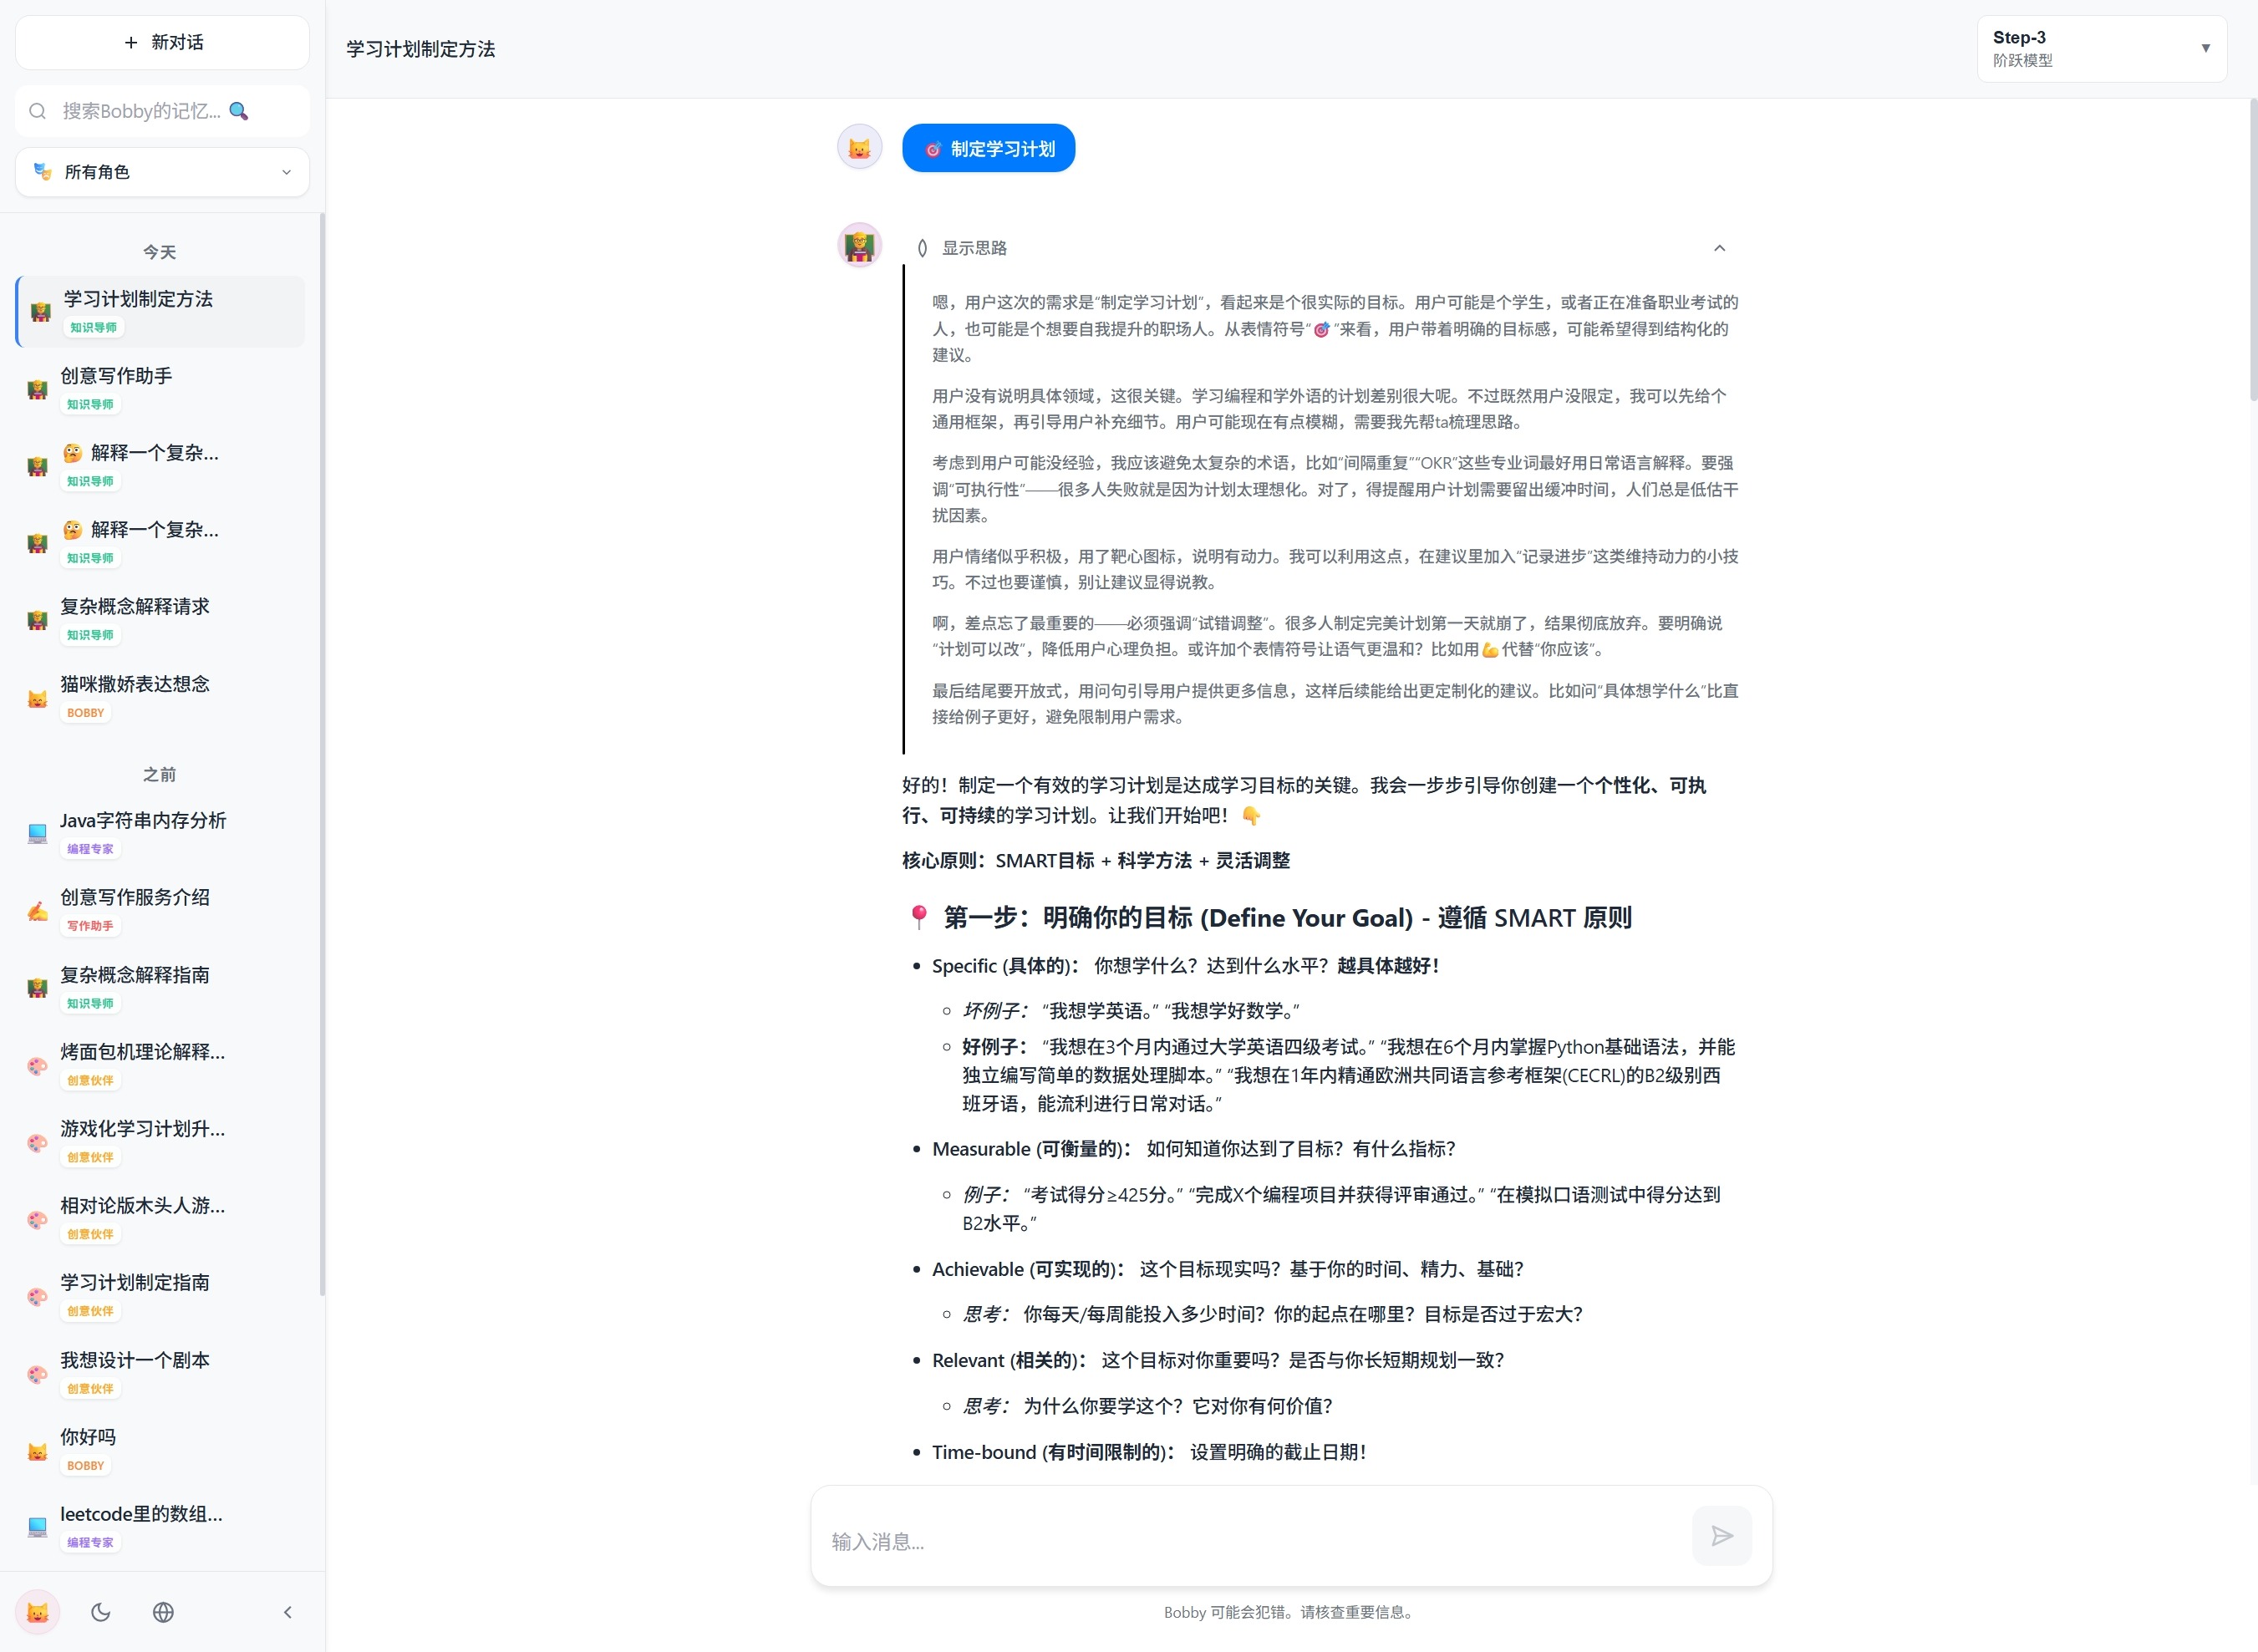 新对话
搜索Bobby的记忆... 🔍
🎭 所有角色
今天
学习计划制定方法
知识导师
创意写作助手
知识导师
🤔 解释一个复杂...
知识导师
🤔 解释一个复杂...
知识导师
复杂概念解释请求
知识导师
猫咪撒娇表达想念
BOBBY
之前
Java字符串内存分析
编程专家
创意写作服务介绍
写作助手
复杂概念解释指南
知识导师
烤面包机理论解释...
创意伙伴
游戏化学习计划升...
创意伙伴
相对论版木头人游...
创意伙伴
学习计划制定指南
创意伙伴
我想设计一个剧本
创意伙伴
你好吗
BOBBY
leetcode里的数组...
编程专家
学习计划制定方法
Step-3
阶跃模型
🎯 制定学习计划
显示思路
嗯，用户这次的需求是“制定学习计划”，看起来是个很实际的目标。用户可能是个学生，或者正在准备职业考试的
人，也可能是个想要自我提升的职场人。从表情符号“🎯”来看，用户带着明确的目标感，可能希望得到结构化的
建议。
用户没有说明具体领域，这很关键。学习编程和学外语的计划差别很大呢。不过既然用户没限定，我可以先给个
通用框架，再引导用户补充细节。用户可能现在有点模糊，需要我先帮ta梳理思路。
考虑到用户可能没经验，我应该避免太复杂的术语，比如“间隔重复”“OKR”这些专业词最好用日常语言解释。要强
调“可执行性”——很多人失败就是因为计划太理想化。对了，得提醒用户计划需要留出缓冲时间，人们总是低估干
扰因素。
用户情绪似乎积极，用了靶心图标，说明有动力。我可以利用这点，在建议里加入“记录进步”这类维持动力的小技
巧。不过也要谨慎，别让建议显得说教。
啊，差点忘了最重要的——必须强调“试错调整”。很多人制定完美计划第一天就崩了，结果彻底放弃。要明确说
“计划可以改”，降低用户心理负担。或许加个表情符号让语气更温和？比如用💪代替“你应该”。
最后结尾要开放式，用问句引导用户提供更多信息，这样后续能给出更定制化的建议。比如问“具体想学什么”比直
接给例子更好，避免限制用户需求。
好的！制定一个有效的学习计划是达成学习目标的关键。我会一步步引导你创建一个个性化、可执
行、可持续的学习计划。让我们开始吧！👇
核心原则：SMART目标 + 科学方法 + 灵活调整
📍 第一步：明确你的目标 (Define Your Goal) - 遵循 SMART 原则
• Specific (具体的)： 你想学什么？达到什么水平？越具体越好！
◦ 坏例子： “我想学英语。” “我想学好数学。”
◦ 好例子： “我想在3个月内通过大学英语四级考试。” “我想在6个月内掌握Python基础语法，并能
独立编写简单的数据处理脚本。” “我想在1年内精通欧洲共同语言参考框架(CECRL)的B2级别西
班牙语，能流利进行日常对话。”
• Measurable (可衡量的)： 如何知道你达到了目标？有什么指标？
◦ 例子： “考试得分≥425分。” “完成X个编程项目并获得评审通过。” “在模拟口语测试中得分达到
B2水平。”
• Achievable (可实现的)： 这个目标现实吗？基于你的时间、精力、基础？
◦ 思考： 你每天/每周能投入多少时间？你的起点在哪里？目标是否过于宏大？
• Relevant (相关的)： 这个目标对你重要吗？是否与你长短期规划一致？
◦ 思考： 为什么你要学这个？它对你有何价值？
• Time-bound (有时间限制的)： 设置明确的截止日期！
输入消息...
Bobby 可能会犯错。请核查重要信息。